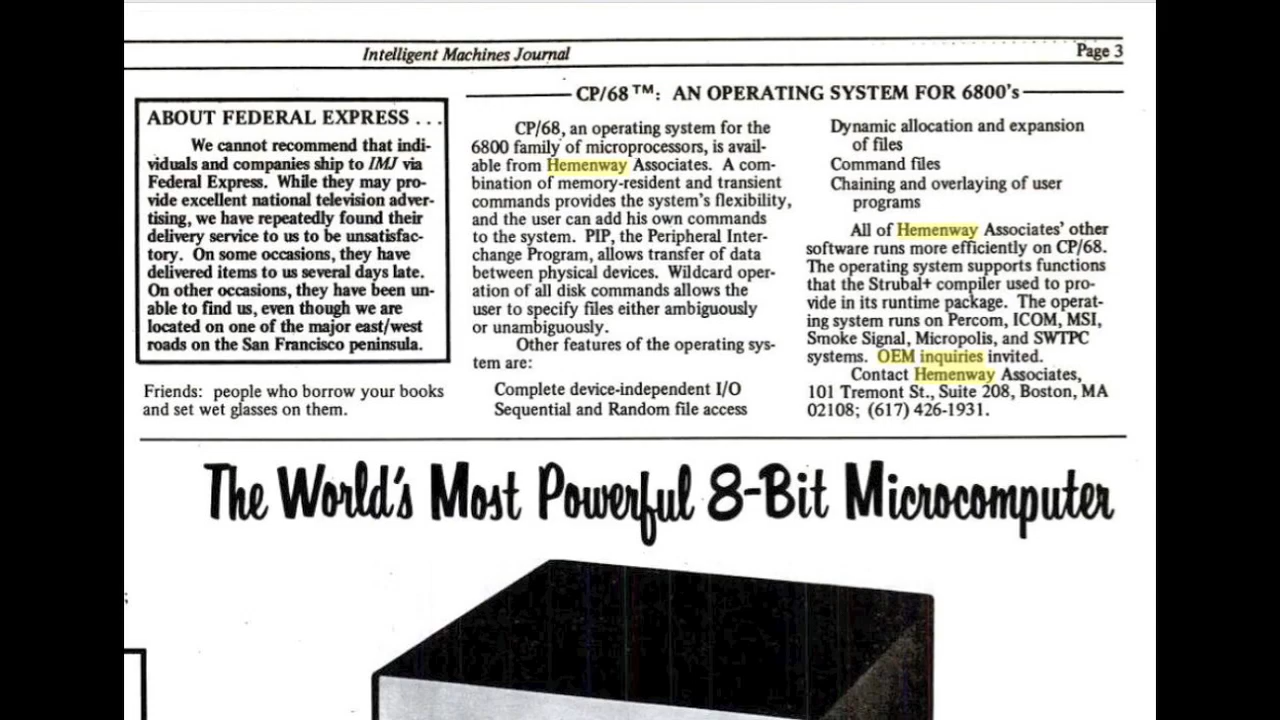 Intelligent Machines Journal
Page 3
ABOUT FEDERAL EXPRESS . . .
We cannot recommend that indi-
viduals and companies ship to IMJ via
Federal Express. While they may pro-
vide excellent national television adver-
tising, we have repeatedly found their
delivery service to us to be unsatisfac-
tory. On some occasions, they have
delivered items to us several days late.
On other occasions, they have been un-
able to find us, even though we are
located on one of the major east/west
roads on the San Francisco peninsula.
Friends: people who borrow your books
and set wet glasses on them.
CP/68™: AN OPERATING SYSTEM FOR 6800's
CP/68, an operating system for the
6800 family of microprocessors, is avail-
able from Hemenway Associates. A com-
bination of memory-resident and transient
commands provides the system's flexibility,
and the user can add his own commands
to the system. PIP, the Peripheral Inter-
change Program, allows transfer of data
between physical devices. Wildcard oper-
ation of all disk commands allows the
user to specify files either ambiguously
or unambiguously.
Other features of the operating sys-
tem are:
Complete device-independent I/O
Sequential and Random file access
Dynamic allocation and expansion
of files
Command files
Chaining and overlaying of user
programs
All of Hemenway Associates' other
software runs more efficiently on CP/68.
The operating system supports functions
that the Strubal+ compiler used to pro-
vide in its runtime package. The operat-
ing system runs on Percom, ICOM, MSI,
Smoke Signal, Micropolis, and SWTPC
systems. OEM inquiries invited.
Contact Hemenway Associates,
101 Tremont St., Suite 208, Boston, MA
02108; (617) 426-1931.
The World's Most Powerful 8-Bit Microcomputer